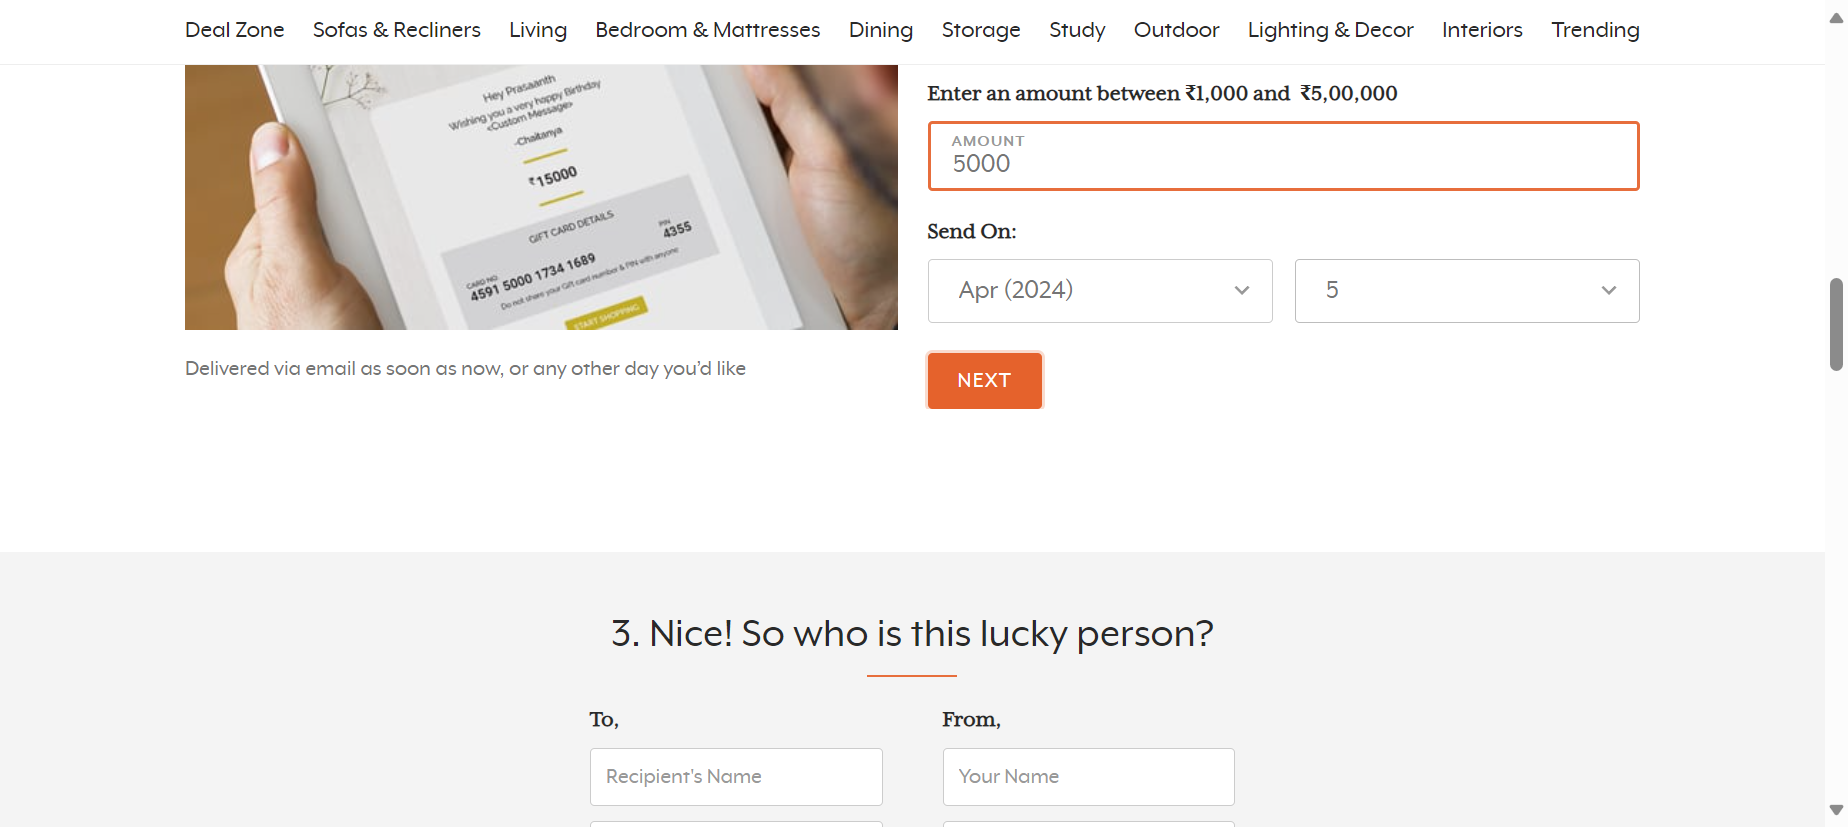 Deal Zone Sofas & Recliners Living Bedroom & Mattresses Dining Storage Study Outdoor Lighting & Decor Interiors Trending
Hey Prasaanth
Wishing you a very happy Birthday
<Custom Message>
-Chaitanya
₹15000
GIFT CARD DETAILS
CARD NO.
4591 5000 1734 1689
PIN
4355
Do not share your Gift card number & PIN with anyone
START SHOPPING
Delivered via email as soon as now, or any other day you’d like
Enter an amount between ₹1,000 and ₹5,00,000
AMOUNT
5000
Send On:
Apr (2024) 5
NEXT
3. Nice! So who is this lucky person?
To, From,
Recipient's Name Your Name